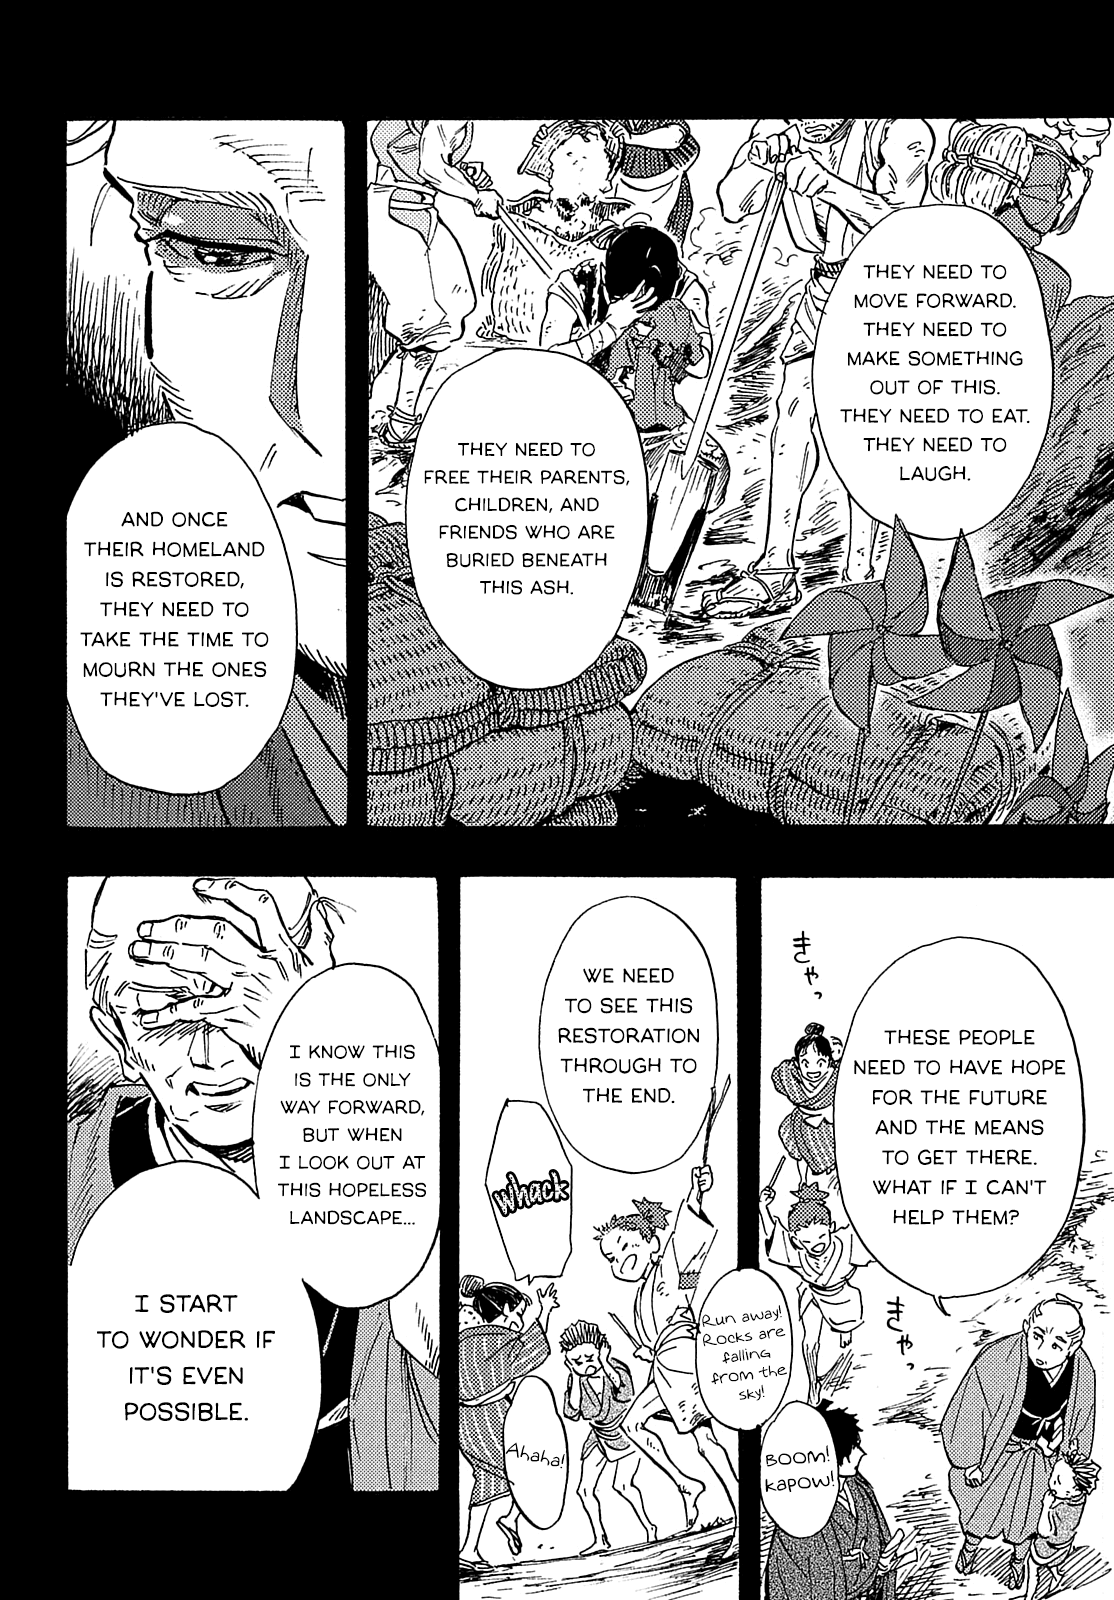 THEY NEED TO
MOVE FORWARD.
THEY NEED TO
MAKE SOMETHING
OUT OF THIS.
THEY NEED TO EAT.
THEY NEED TO
LAUGH.
THEY NEED TO
FREE THEIR PARENTS,
CHILDREN, AND
FRIENDS WHO ARE
BURIED BENEATH
THIS ASH.
AND ONCE
THEIR HOMELAND
IS RESTORED,
THEY NEED TO
TAKE THE TIME TO
MOURN THE ONES
THEY'VE LOST.
きゃっ
THESE PEOPLE
NEED TO HAVE HOPE
FOR THE FUTURE
AND THE MEANS
TO GET THERE.
WHAT IF I CAN'T
HELP THEM?
きゃっ
BOOM!
KAPOW!
WE NEED
TO SEE THIS
RESTORATION
THROUGH TO
THE END.
whack
Run away!
Rocks are
falling
from the
sky!
Ahaha!
I KNOW THIS
IS THE ONLY
WAY FORWARD,
BUT WHEN
I LOOK OUT AT
THIS HOPELESS
LANDSCAPE...
I START
TO WONDER IF
IT'S EVEN
POSSIBLE.